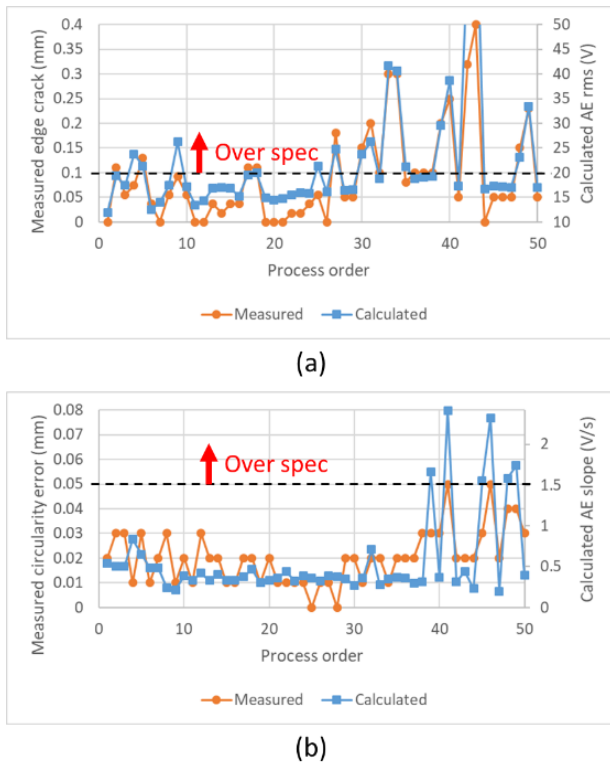 0.4
0.35
0.3
0.25
0.2
0.15
0.1
0.05
0
Measured edge crack (mm)
50
45
40
35
30
25
20
15
10
Calculated AE rms (V)
Over spec
0 10 20 30 40 50
Process order
Measured Calculated
(a)
0.08
0.07
0.06
0.05
0.04
0.03
0.02
0.01
0
Measured circularity error (mm)
2
1.5
1
0.5
0
Calculated AE slope (V/s)
Over spec
0 10 20 30 40 50
Process order
Measured Calculated
(b)